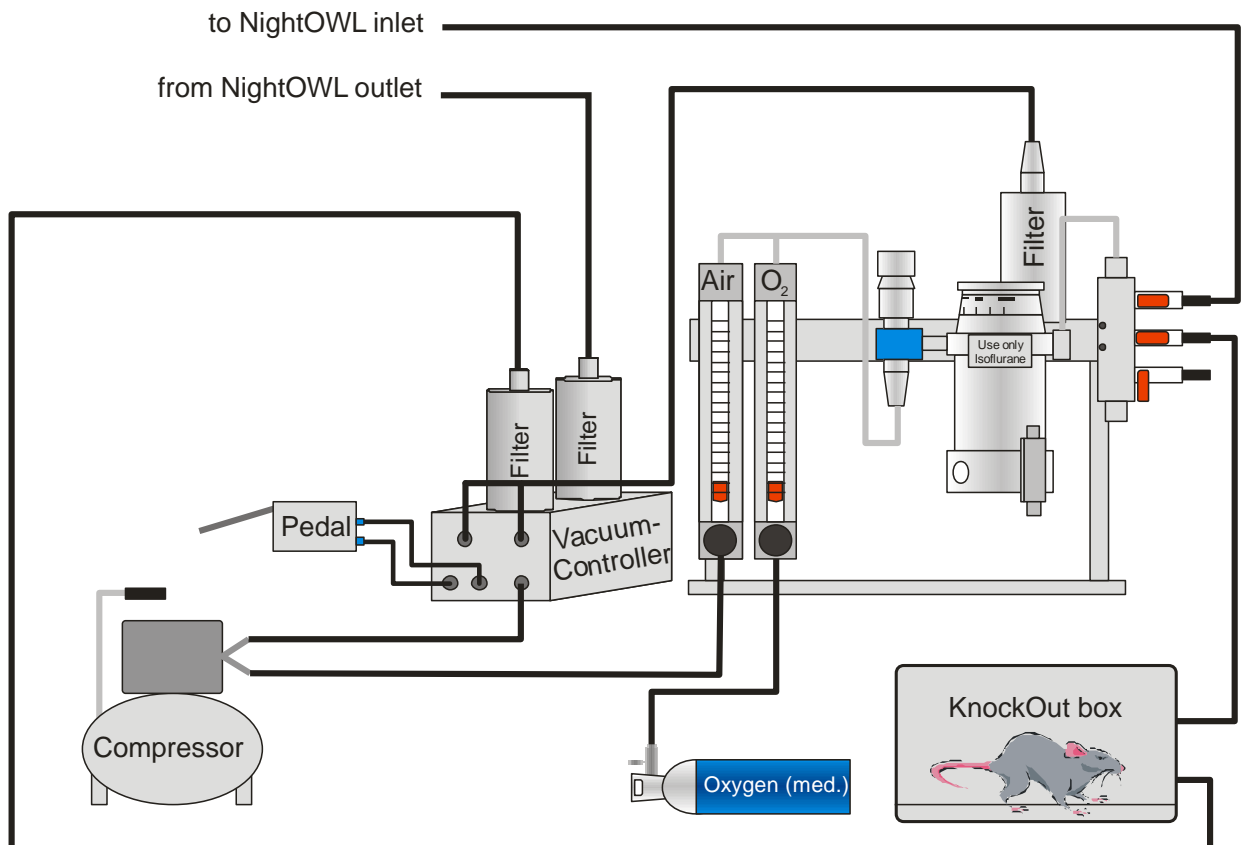 to NightOWL inlet
from NightOWL outlet
Filter
Air
O₂
Use only
Isoflurane
Filter
Filter
Pedal
Vacuum-
Controller
KnockOut box
Compressor
Oxygen (med.)